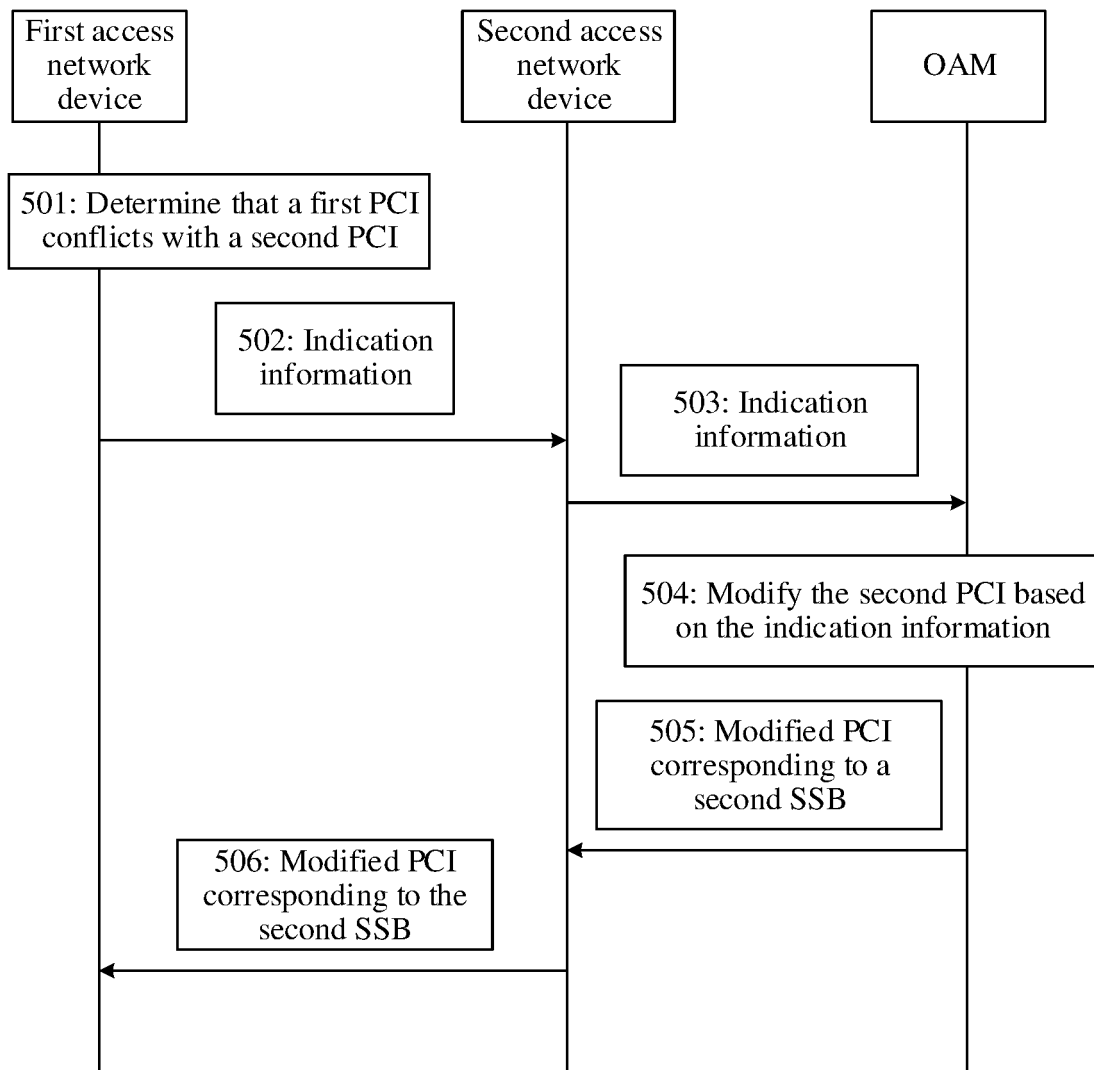 First access
network
device
Second access
network
device
OAM
501: Determine that a first PCI
conflicts with a second PCI
502: Indication
information
503: Indication
information
504: Modify the second PCI based
on the indication information
505: Modified PCI
corresponding to a
second SSB
506: Modified PCI
corresponding to the
second SSB